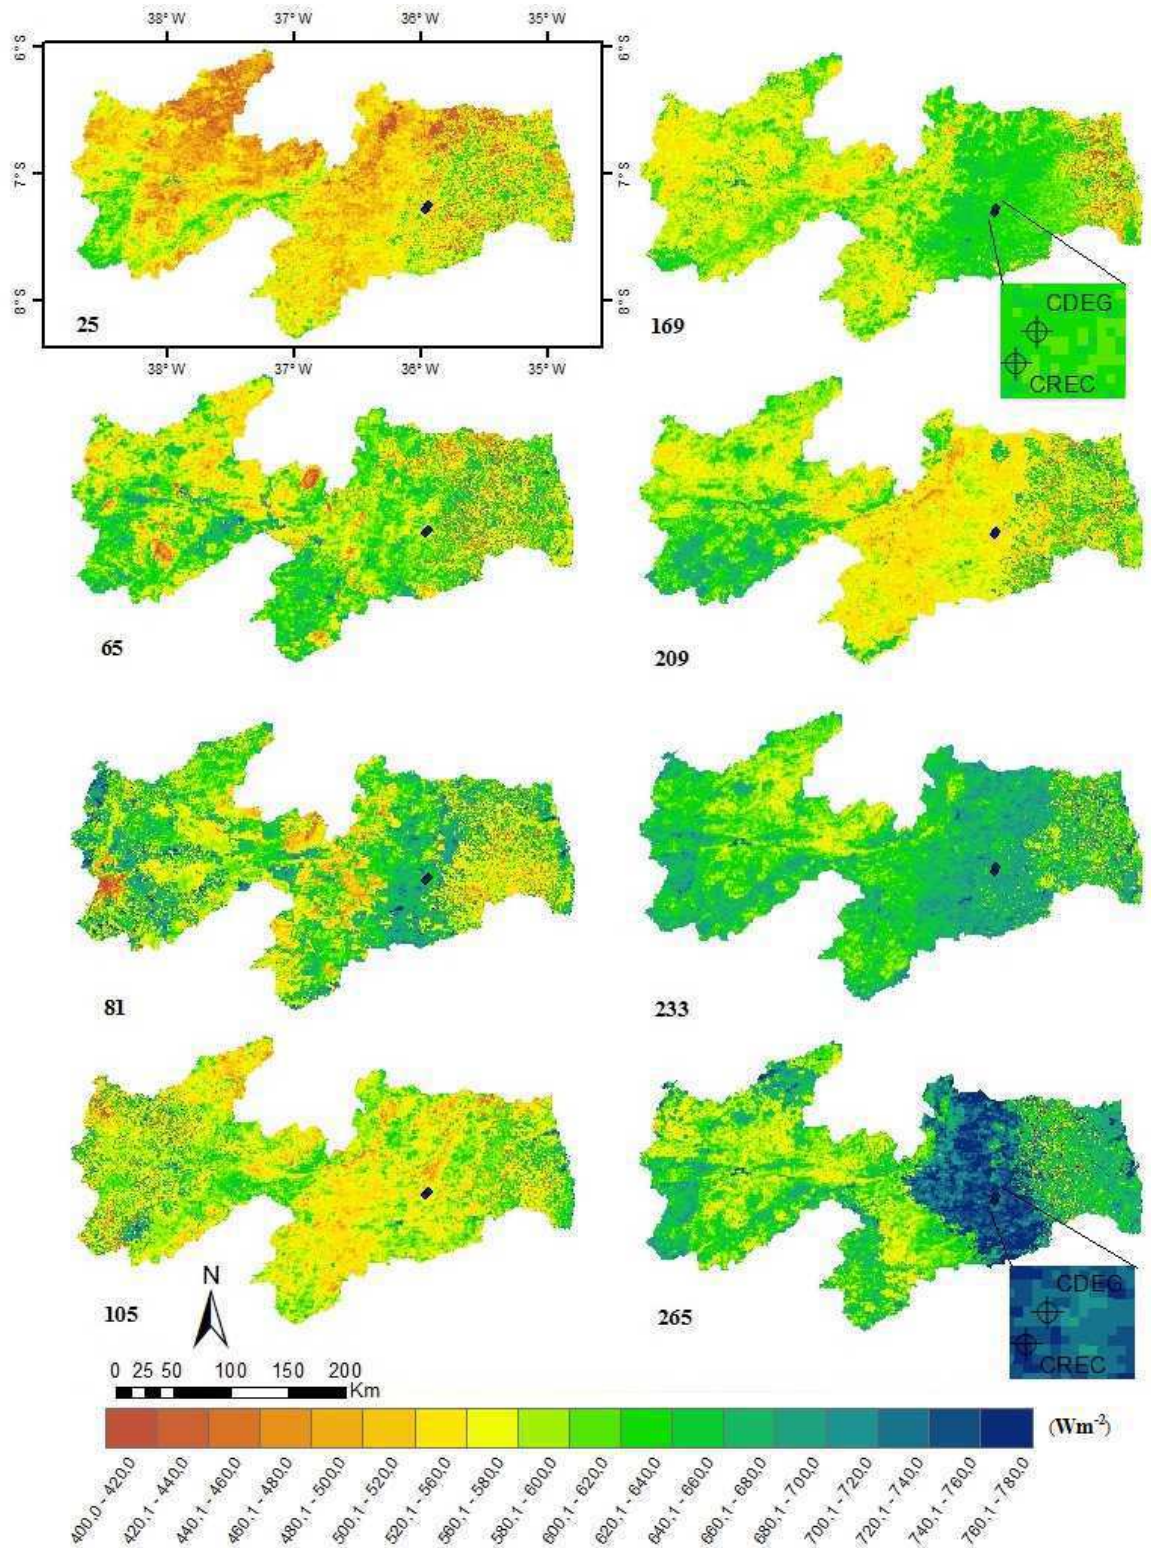 38° W 37° W 36° W 35° W
6° S
7° S
8° S
25
38° W 37° W 36° W 35° W
6° S
7° S
8° S
169
CDEG
CREC
65
209
81
233
105
265
CDEG
CREC
N
0 25 50 100 150 200
Km
(Wm-2)
400,0 - 420,0
420,1 - 440,0
440,1 - 460,0
460,1 - 480,0
480,1 - 500,0
500,1 - 520,0
520,1 - 560,0
560,1 - 580,0
580,1 - 600,0
600,1 - 620,0
620,1 - 640,0
640,1 - 660,0
660,1 - 680,0
680,1 - 700,0
700,1 - 720,0
720,1 - 740,0
740,1 - 760,0
760,1 - 780,0